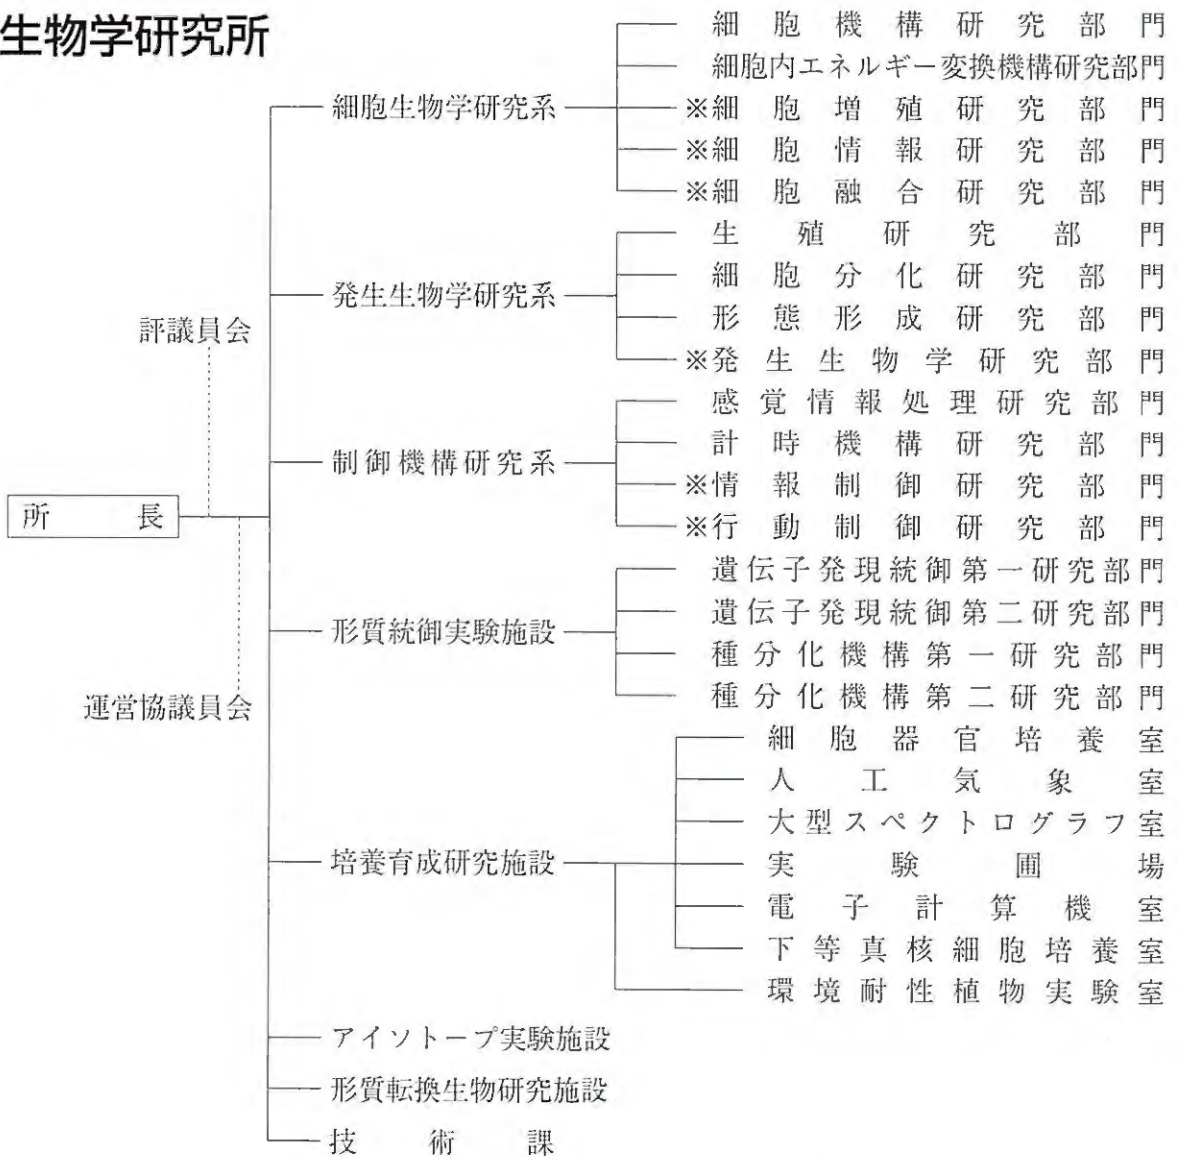 生物学研究所
細胞生物学研究系
細胞機構研究部門
細胞内エネルギー変換機構研究部門
※細胞増殖研究部門
※細胞情報研究部門
※細胞融合研究部門
発生生物学研究系
生殖研究部門
細胞分化研究部門
形態形成研究部門
※発生生物学研究部門
評議員会
制御機構研究系
感覚情報処理研究部門
計時機構研究部門
※情報制御研究部門
※行動制御研究部門
所長
形質統御実験施設
遺伝子発現統御第一研究部門
遺伝子発現統御第二研究部門
種分化機構第一研究部門
種分化機構第二研究部門
運営協議員会
培養育成研究施設
細胞器官培養室
人工気象室
大型スペクトログラフ室
実験圃場
電子計算機室
下等真核細胞培養室
環境耐性植物実験室
アイソトープ実験施設
形質転換生物研究施設
技術課